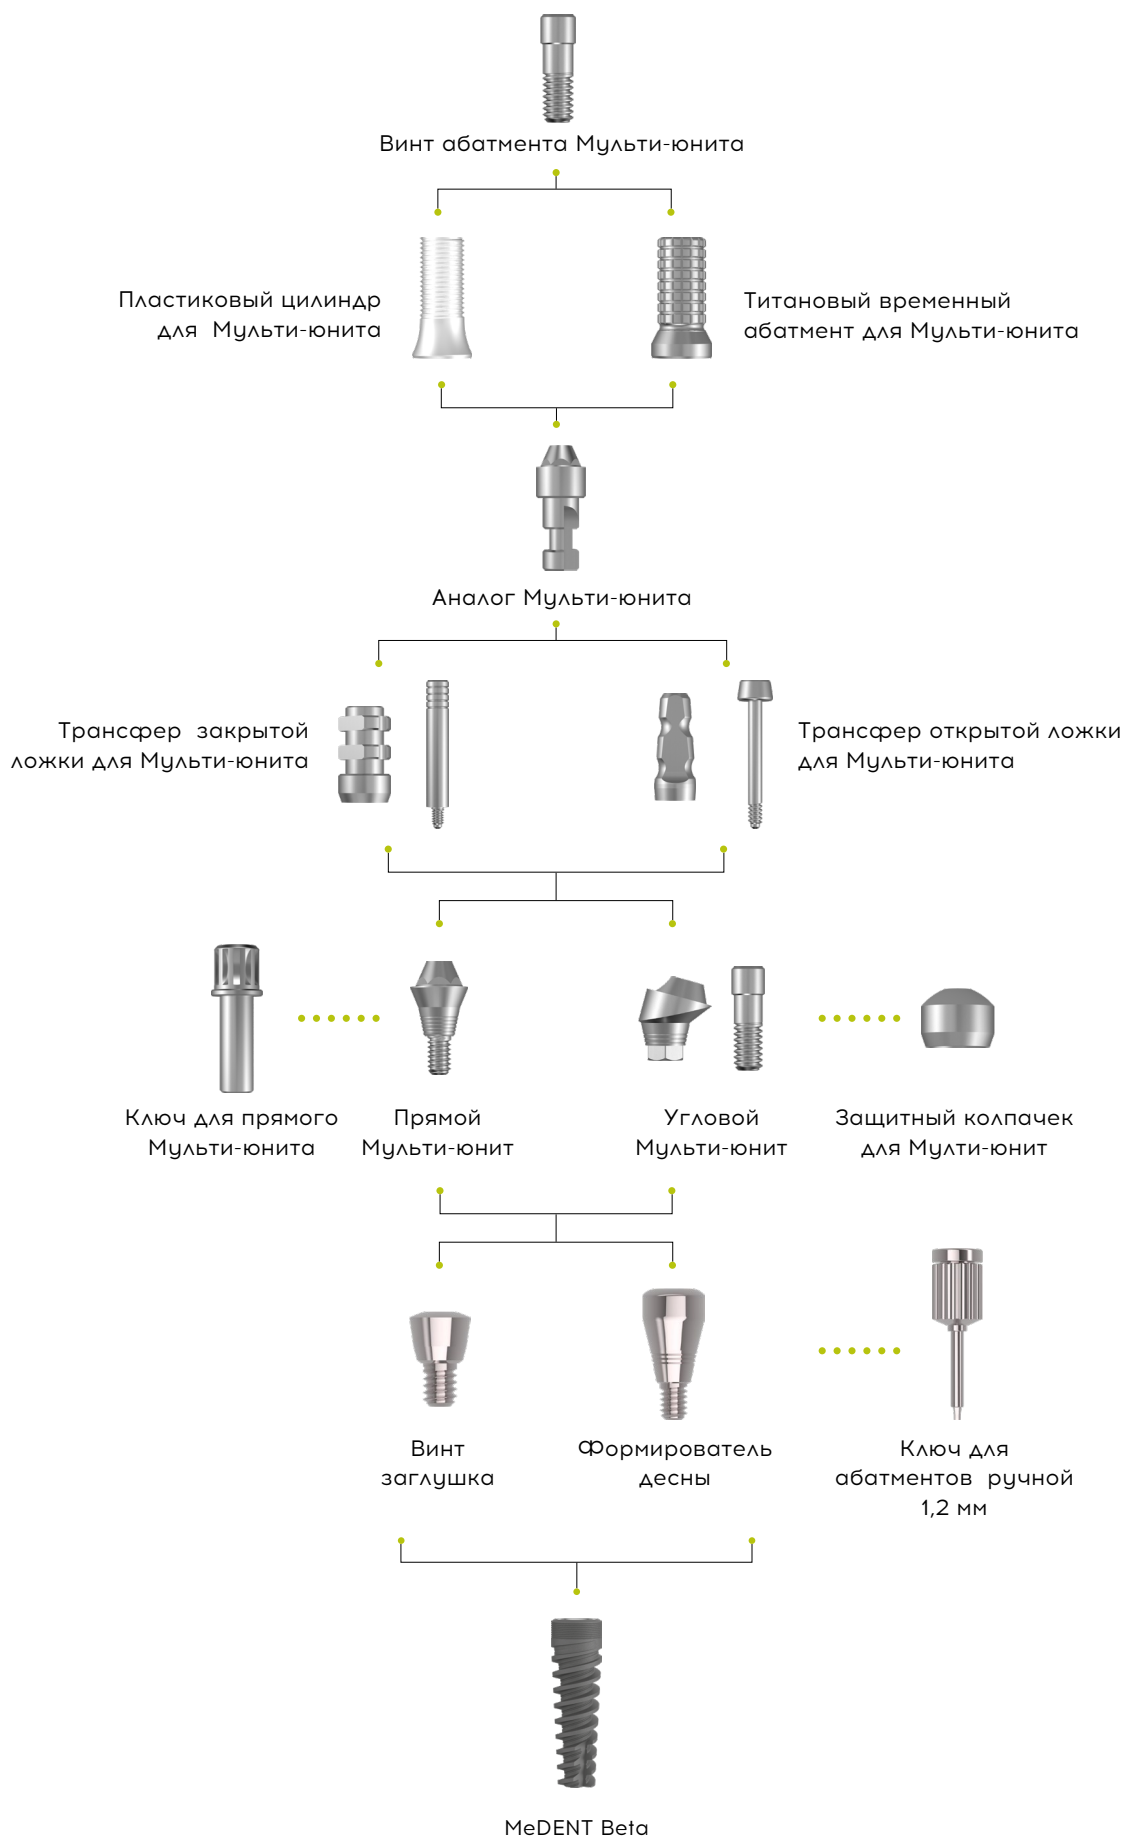 Винт абатмента Мульти-юнита
Пластиковый цилиндр
для Мульти-юнита
Титановый временный
абатмент для Мульти-юнита
Аналог Мульти-юнита
Трансфер закрытой
ложки для Мульти-юнита
Трансфер открытой ложки
для Мульти-юнита
Ключ для прямого
Мульти-юнита
Прямой
Мульти-юнит
Угловой
Мульти-юнит
Защитный колпачек
для Мулти-юнит
Винт
заглушка
Формирователь
десны
Ключ для
абатментов ручной
1,2 мм
MeDENT Beta